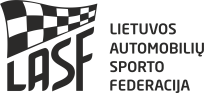 LASF
LIETUVOS
AUTOMOBILIŲ
SPORTO
FEDERACIJA